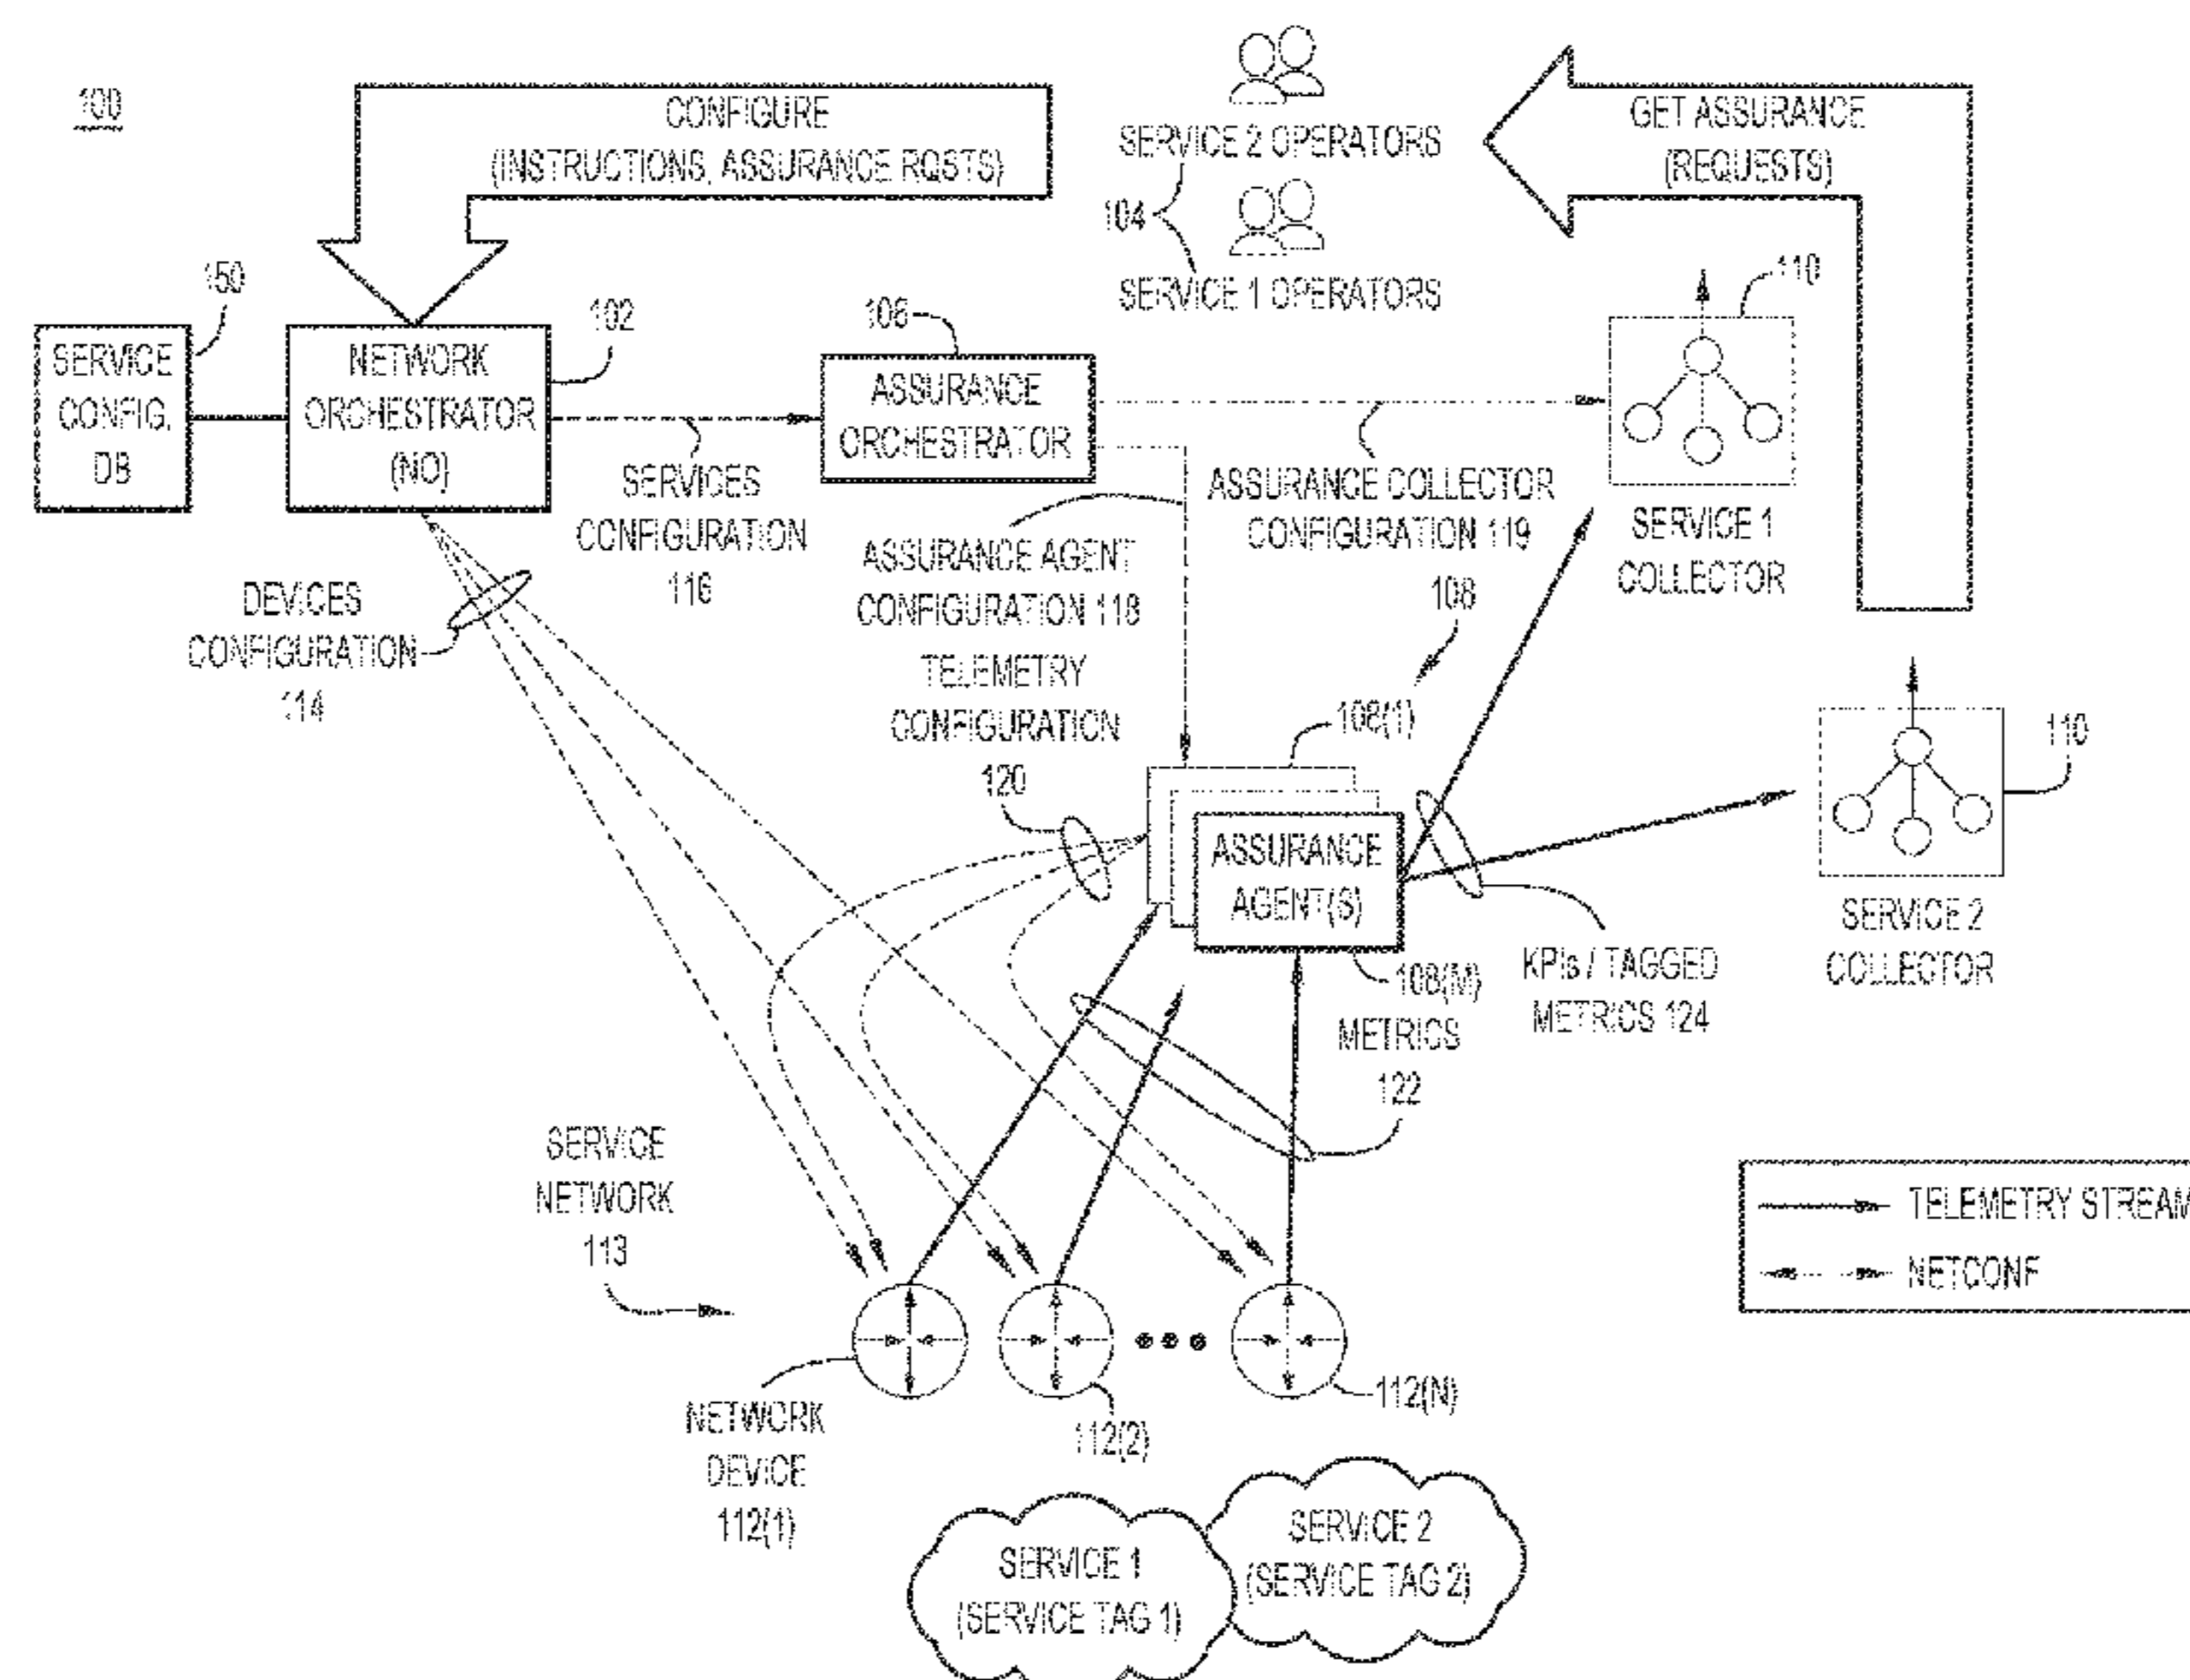 100
CONFIGURE
(INSTRUCTIONS, ASSURANCE RQSTS)
SERVICE 2 OPERATORS
104
SERVICE 1 OPERATORS
GET ASSURANCE
(REQUESTS)
150
SERVICE
CONFIG.
DB
102
NETWORK
ORCHESTRATOR
(NO)
106
ASSURANCE
ORCHESTRATOR
110
SERVICE 1
COLLECTOR
SERVICES
CONFIGURATION
116
ASSURANCE COLLECTOR
CONFIGURATION 119
ASSURANCE AGENT
CONFIGURATION 118
DEVICES
CONFIGURATION
114
TELEMETRY
CONFIGURATION
120
108
108(1)
ASSURANCE
AGENT(S)
108(M)
110
SERVICE 2
COLLECTOR
KPIs / TAGGED
METRICS 124
METRICS
122
SERVICE
NETWORK
113
TELEMETRY STREAM
NETCONF
NETWORK
DEVICE
112(1)
112(2)
112(N)
SERVICE 1
(SERVICE TAG 1)
SERVICE 2
(SERVICE TAG 2)